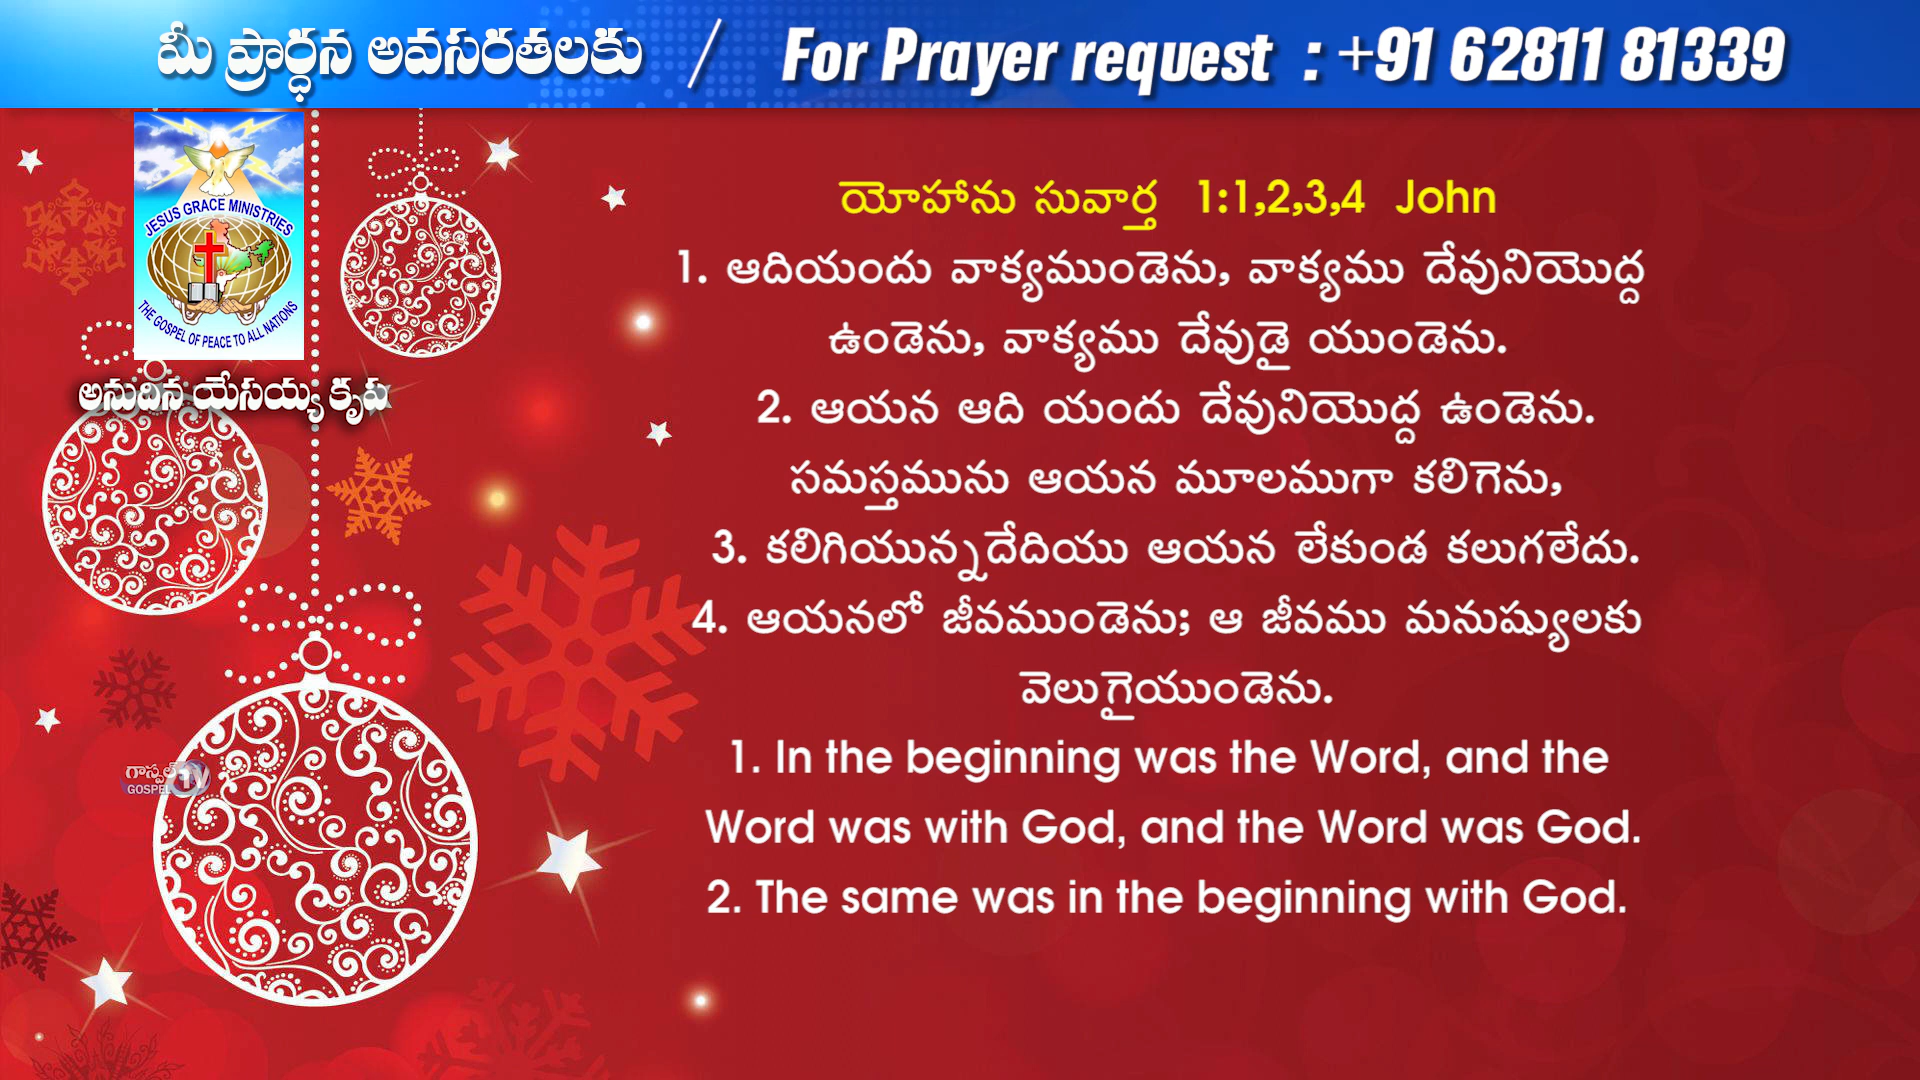 మీ ప్రార్ధన అవసరతలకు / For Prayer request : +91 62811 81339
JESUS GRACE MINISTRIES
THE GOSPEL OF PEACE TO ALL NATIONS
అనుదిన యేసయ్య కృప
యోహాను సువార్త 1:1,2,3,4 John
1. ఆదియందు వాక్యముండెను, వాక్యము దేవునియొద్ద
ఉండెను, వాక్యము దేవుడై యుండెను.
2. ఆయన ఆది యందు దేవునియొద్ద ఉండెను.
సమస్తమును ఆయన మూలముగా కలిగెను,
3. కలిగియున్నదేదియు ఆయన లేకుండ కలుగలేదు.
4. ఆయనలో జీవముండెను; ఆ జీవము మనుష్యులకు
వెలుగైయుండెను.
1. In the beginning was the Word, and the
Word was with God, and the Word was God.
2. The same was in the beginning with God.
గాస్పల్ TV
GOSPEL